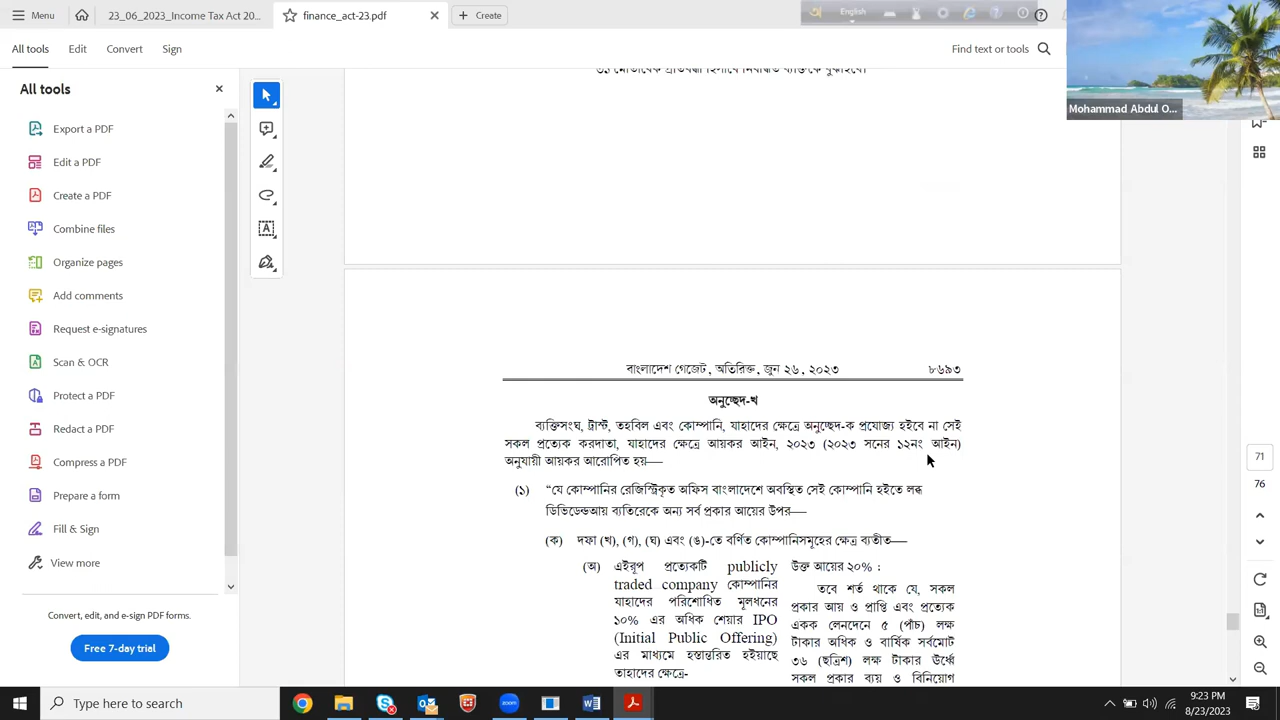 Menu
23_06_2023_Income Tax Act 20...
finance_act-23.pdf
Create
English
All tools
Edit
Convert
Sign
Find text or tools
Mohammad Abdul O...
All tools
Export a PDF
Edit a PDF
Create a PDF
Combine files
Organize pages
Add comments
Request e-signatures
Scan & OCR
Protect a PDF
Redact a PDF
Compress a PDF
Prepare a form
Fill & Sign
View more
Convert, edit, and e-sign PDF forms.
Free 7-day trial
বাংলাদেশ গেজেট, অতিরিক্ত, জুন ২৬, ২০২৩ ৮৬৯৩
অনুচ্ছেদ-খ
ব্যক্তিসংঘ, ট্রাস্ট, তহবিল এবং কোম্পানি, যাহাদের ক্ষেত্রে অনুচ্ছেদ-ক প্রযোজ্য হইবে না সেই
সকল প্রত্যেক করদাতা, যাহাদের ক্ষেত্রে আয়কর আইন, ২০২৩ (২০২৩ সনের ১২নং আইন)
অনুযায়ী আয়কর আরোপিত হয়—
(১) “যে কোম্পানির রেজিস্ট্রিকৃত অফিস বাংলাদেশে অবস্থিত সেই কোম্পানি হইতে লব্ধ
ডিভিডেন্ডআয় ব্যতিরেকে অন্য সর্ব প্রকার আয়ের উপর—
(ক) দফা (খ), (গ), (ঘ) এবং (ঙ)-তে বর্ণিত কোম্পানিসমূহের ক্ষেত্র ব্যতীত—
(অ) এইরূপ প্রত্যেকটি publicly
traded company কোম্পানির
যাহাদের পরিশোধিত মূলধনের
১০% এর অধিক শেয়ার IPO
(Initial Public Offering)
এর মাধ্যমে হস্তান্তরিত হইয়াছে
তাহাদের ক্ষেত্রে-
উক্ত আয়ের ২০% :
তবে শর্ত থাকে যে, সকল
প্রকার আয় ও প্রাপ্তি এবং প্রত্যেক
একক লেনদেনে ৫ (পাঁচ) লক্ষ
টাকার অধিক ও বার্ষিক সর্বমোট
৩৬ (ছত্রিশ) লক্ষ টাকার ঊর্ধ্বে
সকল প্রকার ব্যয় ও বিনিয়োগ
71
76
Type here to search
9:23 PM
8/23/2023